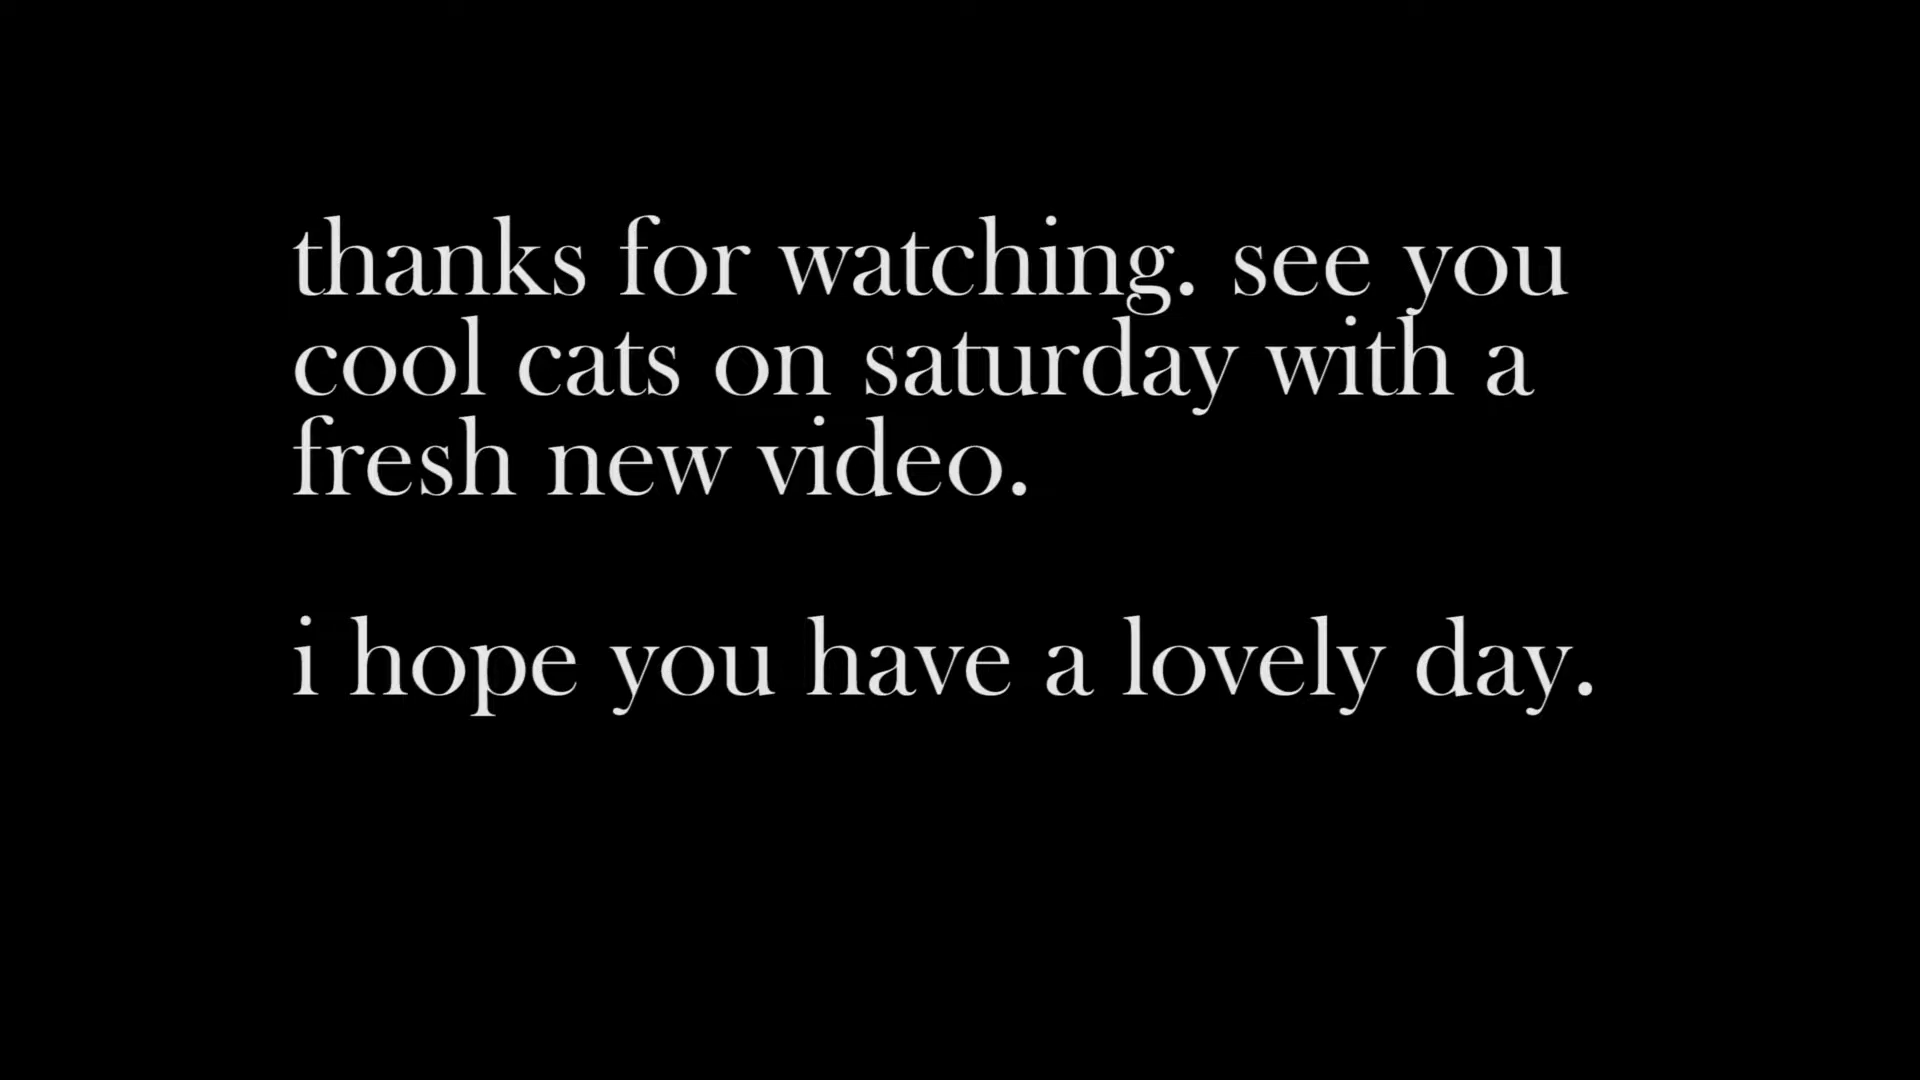 thanks for watching. see you
cool cats on saturday with a
fresh new video.
i hope you have a lovely day.